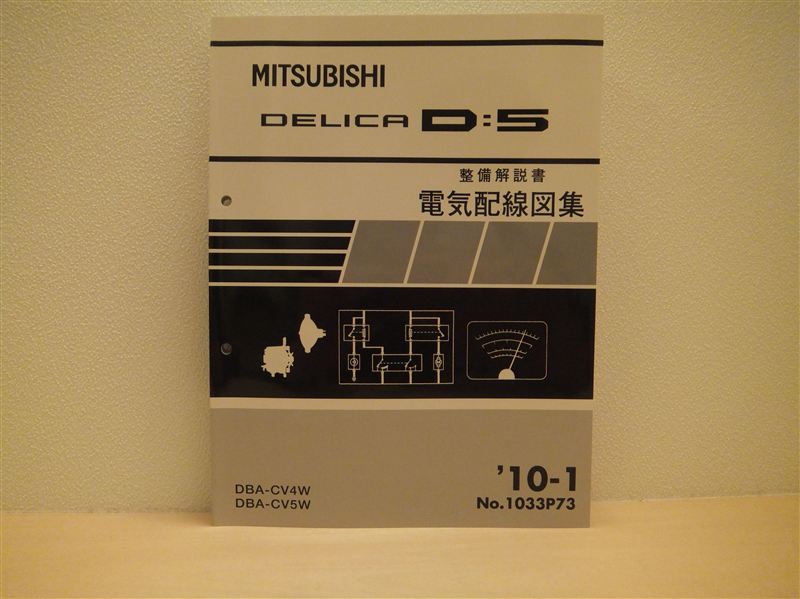 MITSUBISHI
DELICA D:5
整備解説書
電気配線図集
DBA-CV4W
DBA-CV5W
'10-1
No.1033P73